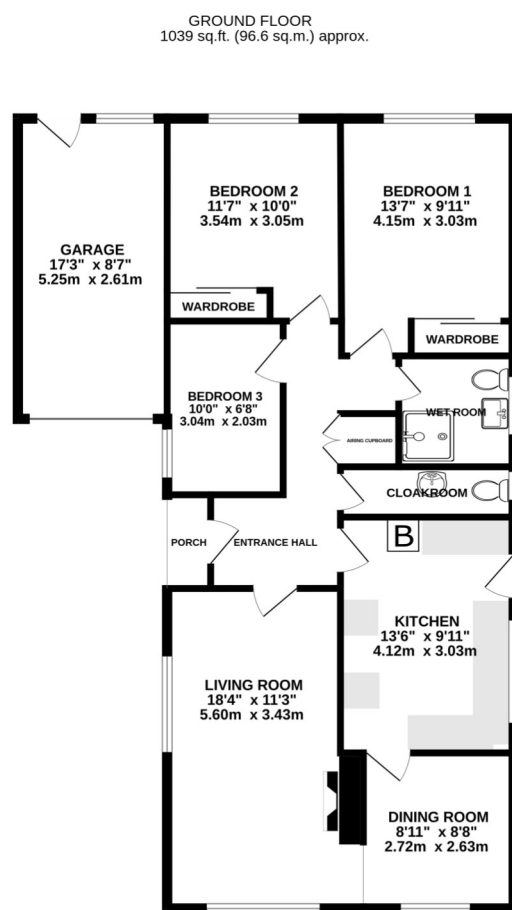 GROUND FLOOR
1039 sq.ft. (96.6 sq.m.) approx.
BEDROOM 2
11'7" x 10'0"
3.54m x 3.05m
BEDROOM 1
13'7" x 9'11"
4.15m x 3.03m
GARAGE
17'3" x 8'7"
5.25m x 2.61m
WARDROBE
WARDROBE
BEDROOM 3
10'0" x 6'8"
3.04m x 2.03m
WET ROOM
AIRING CUPBOARD
CLOAKROOM
PORCH
ENTRANCE HALL
B
KITCHEN
13'6" x 9'11"
4.12m x 3.03m
LIVING ROOM
18'4" x 11'3"
5.60m x 3.43m
DINING ROOM
8'11" x 8'8"
2.72m x 2.63m